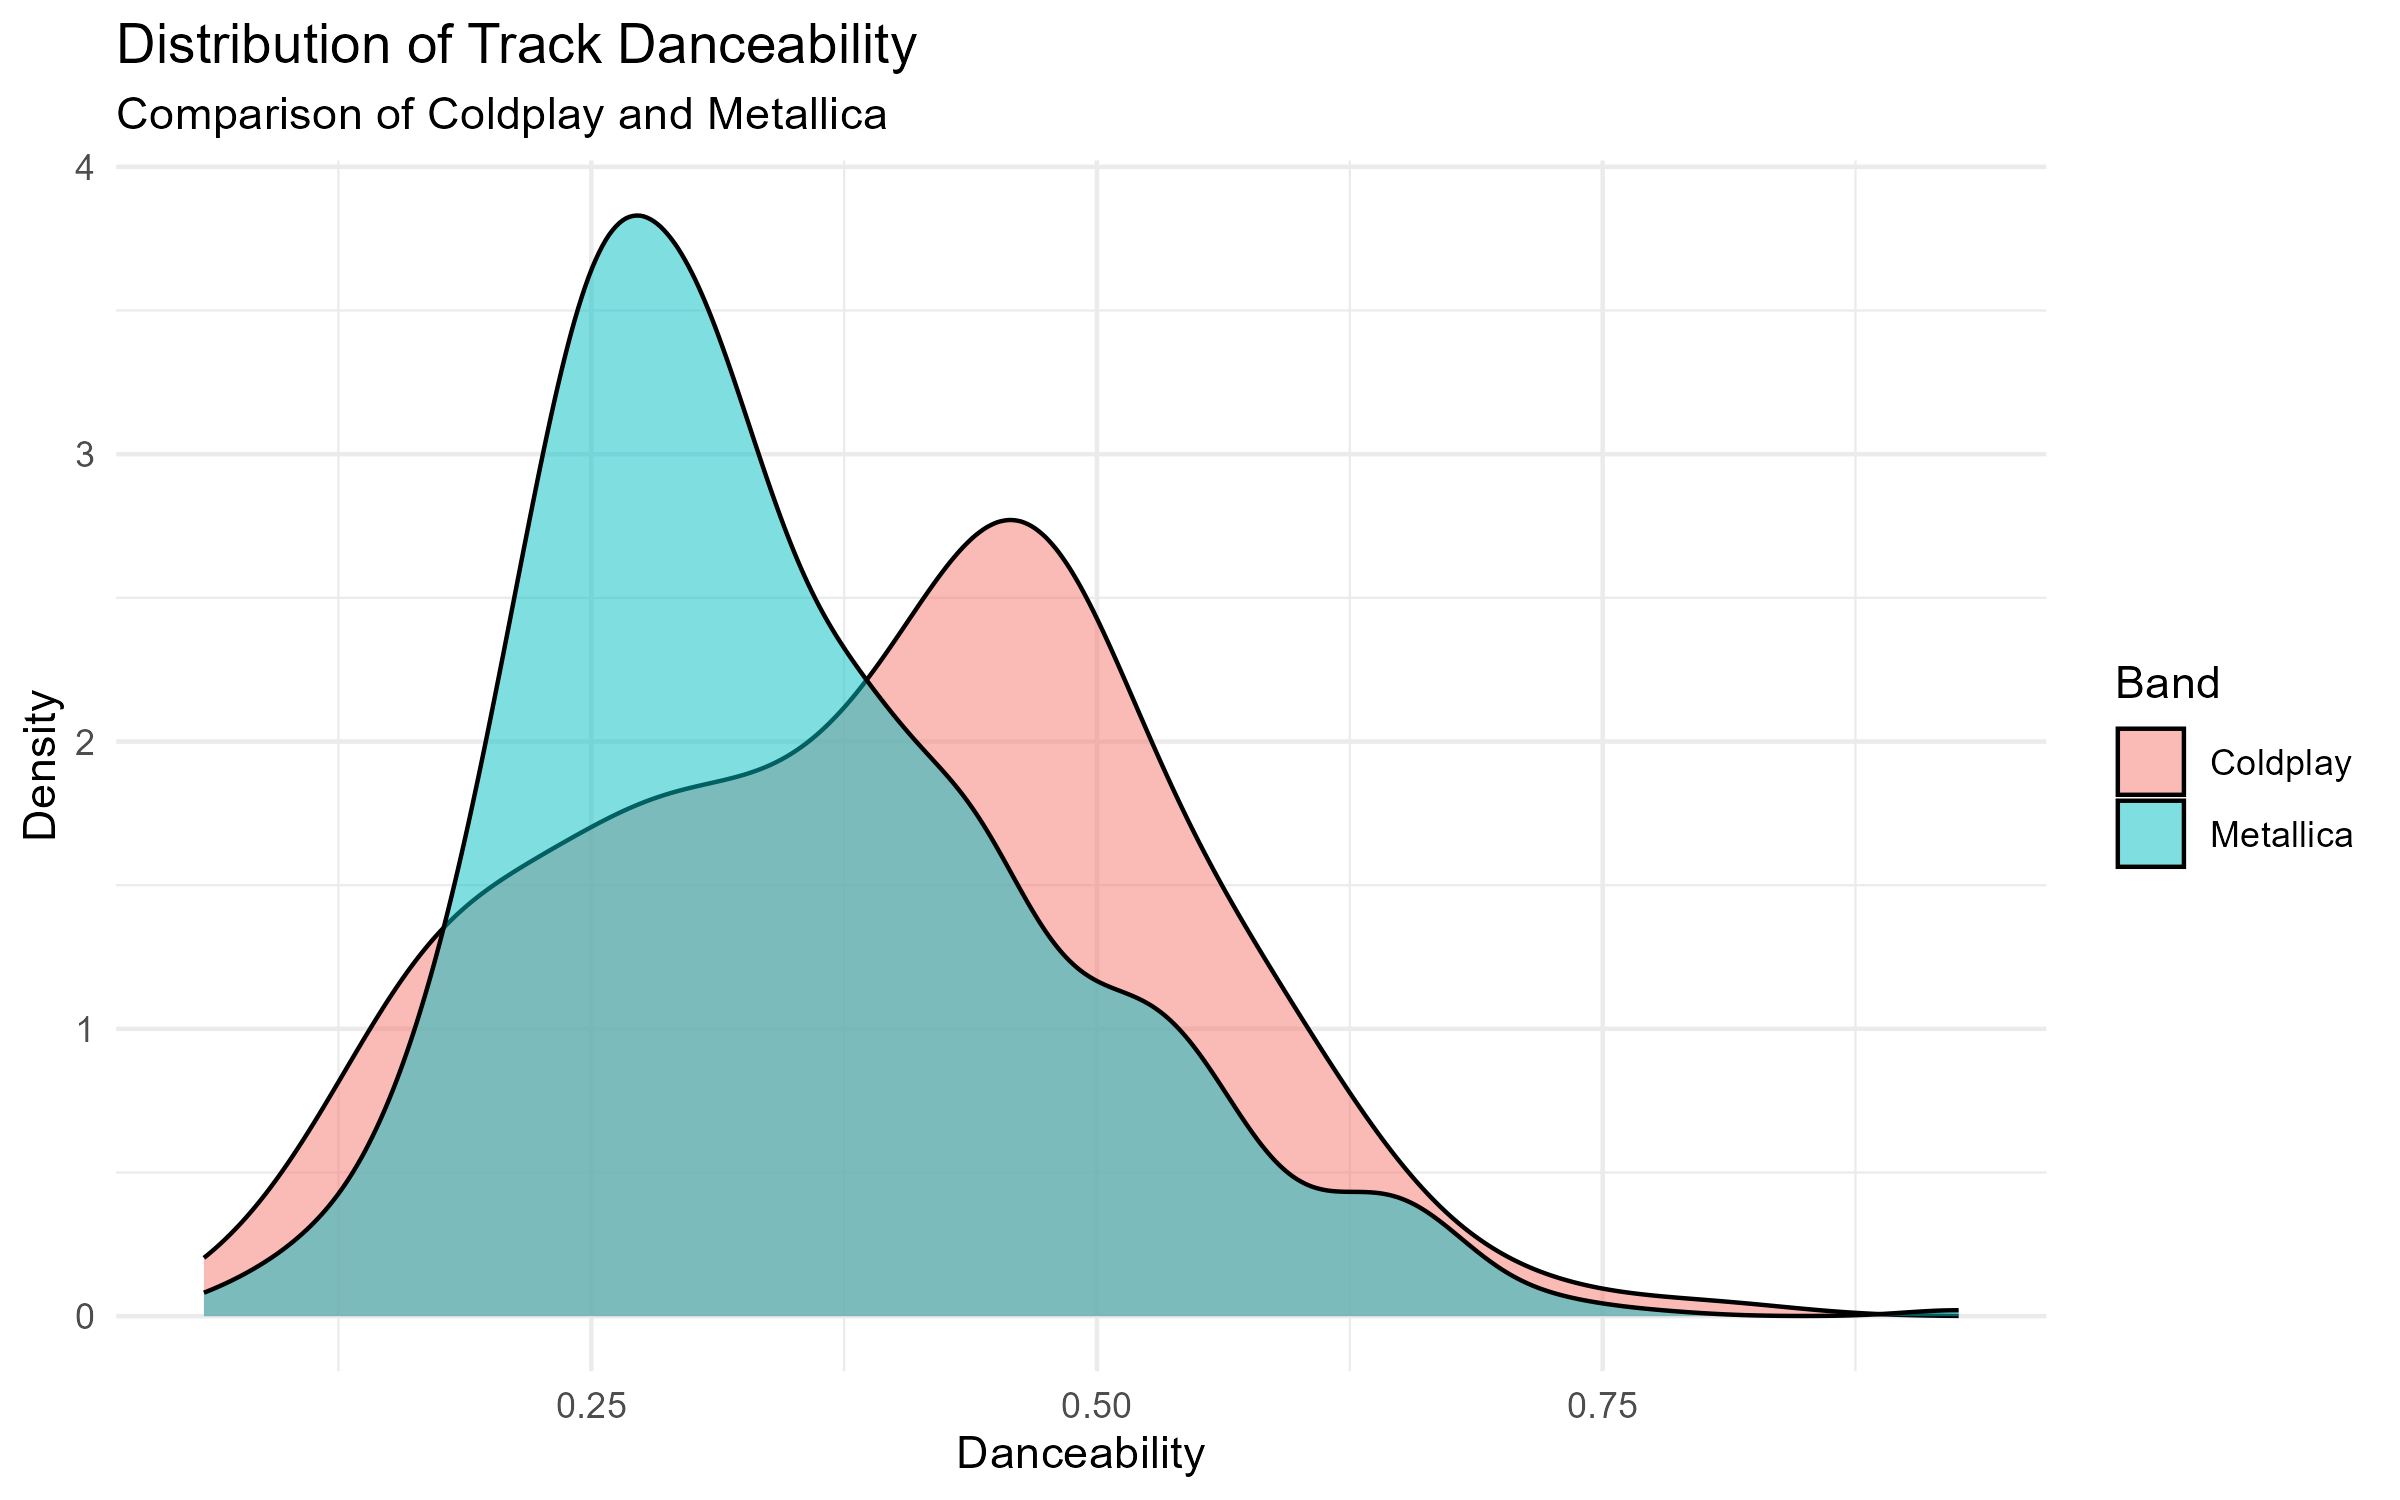 Distribution of Track Danceability
Comparison of Coldplay and Metallica
4
3
2
1
0
Density
0.25 0.50 0.75
Danceability
Band
Coldplay
Metallica